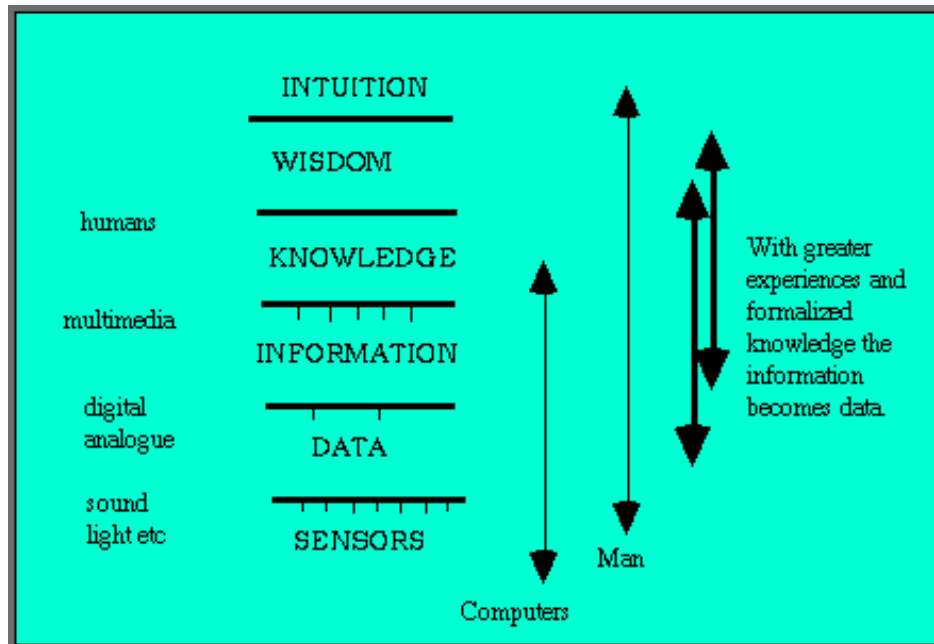 INTUITION
WISDOM
humans
KNOWLEDGE
multimedia
INFORMATION
digital
analogue
DATA
sound
light etc
SENSORS
Computers
Man
With greater
experiences and
formalized
knowledge the
information
becomes data.